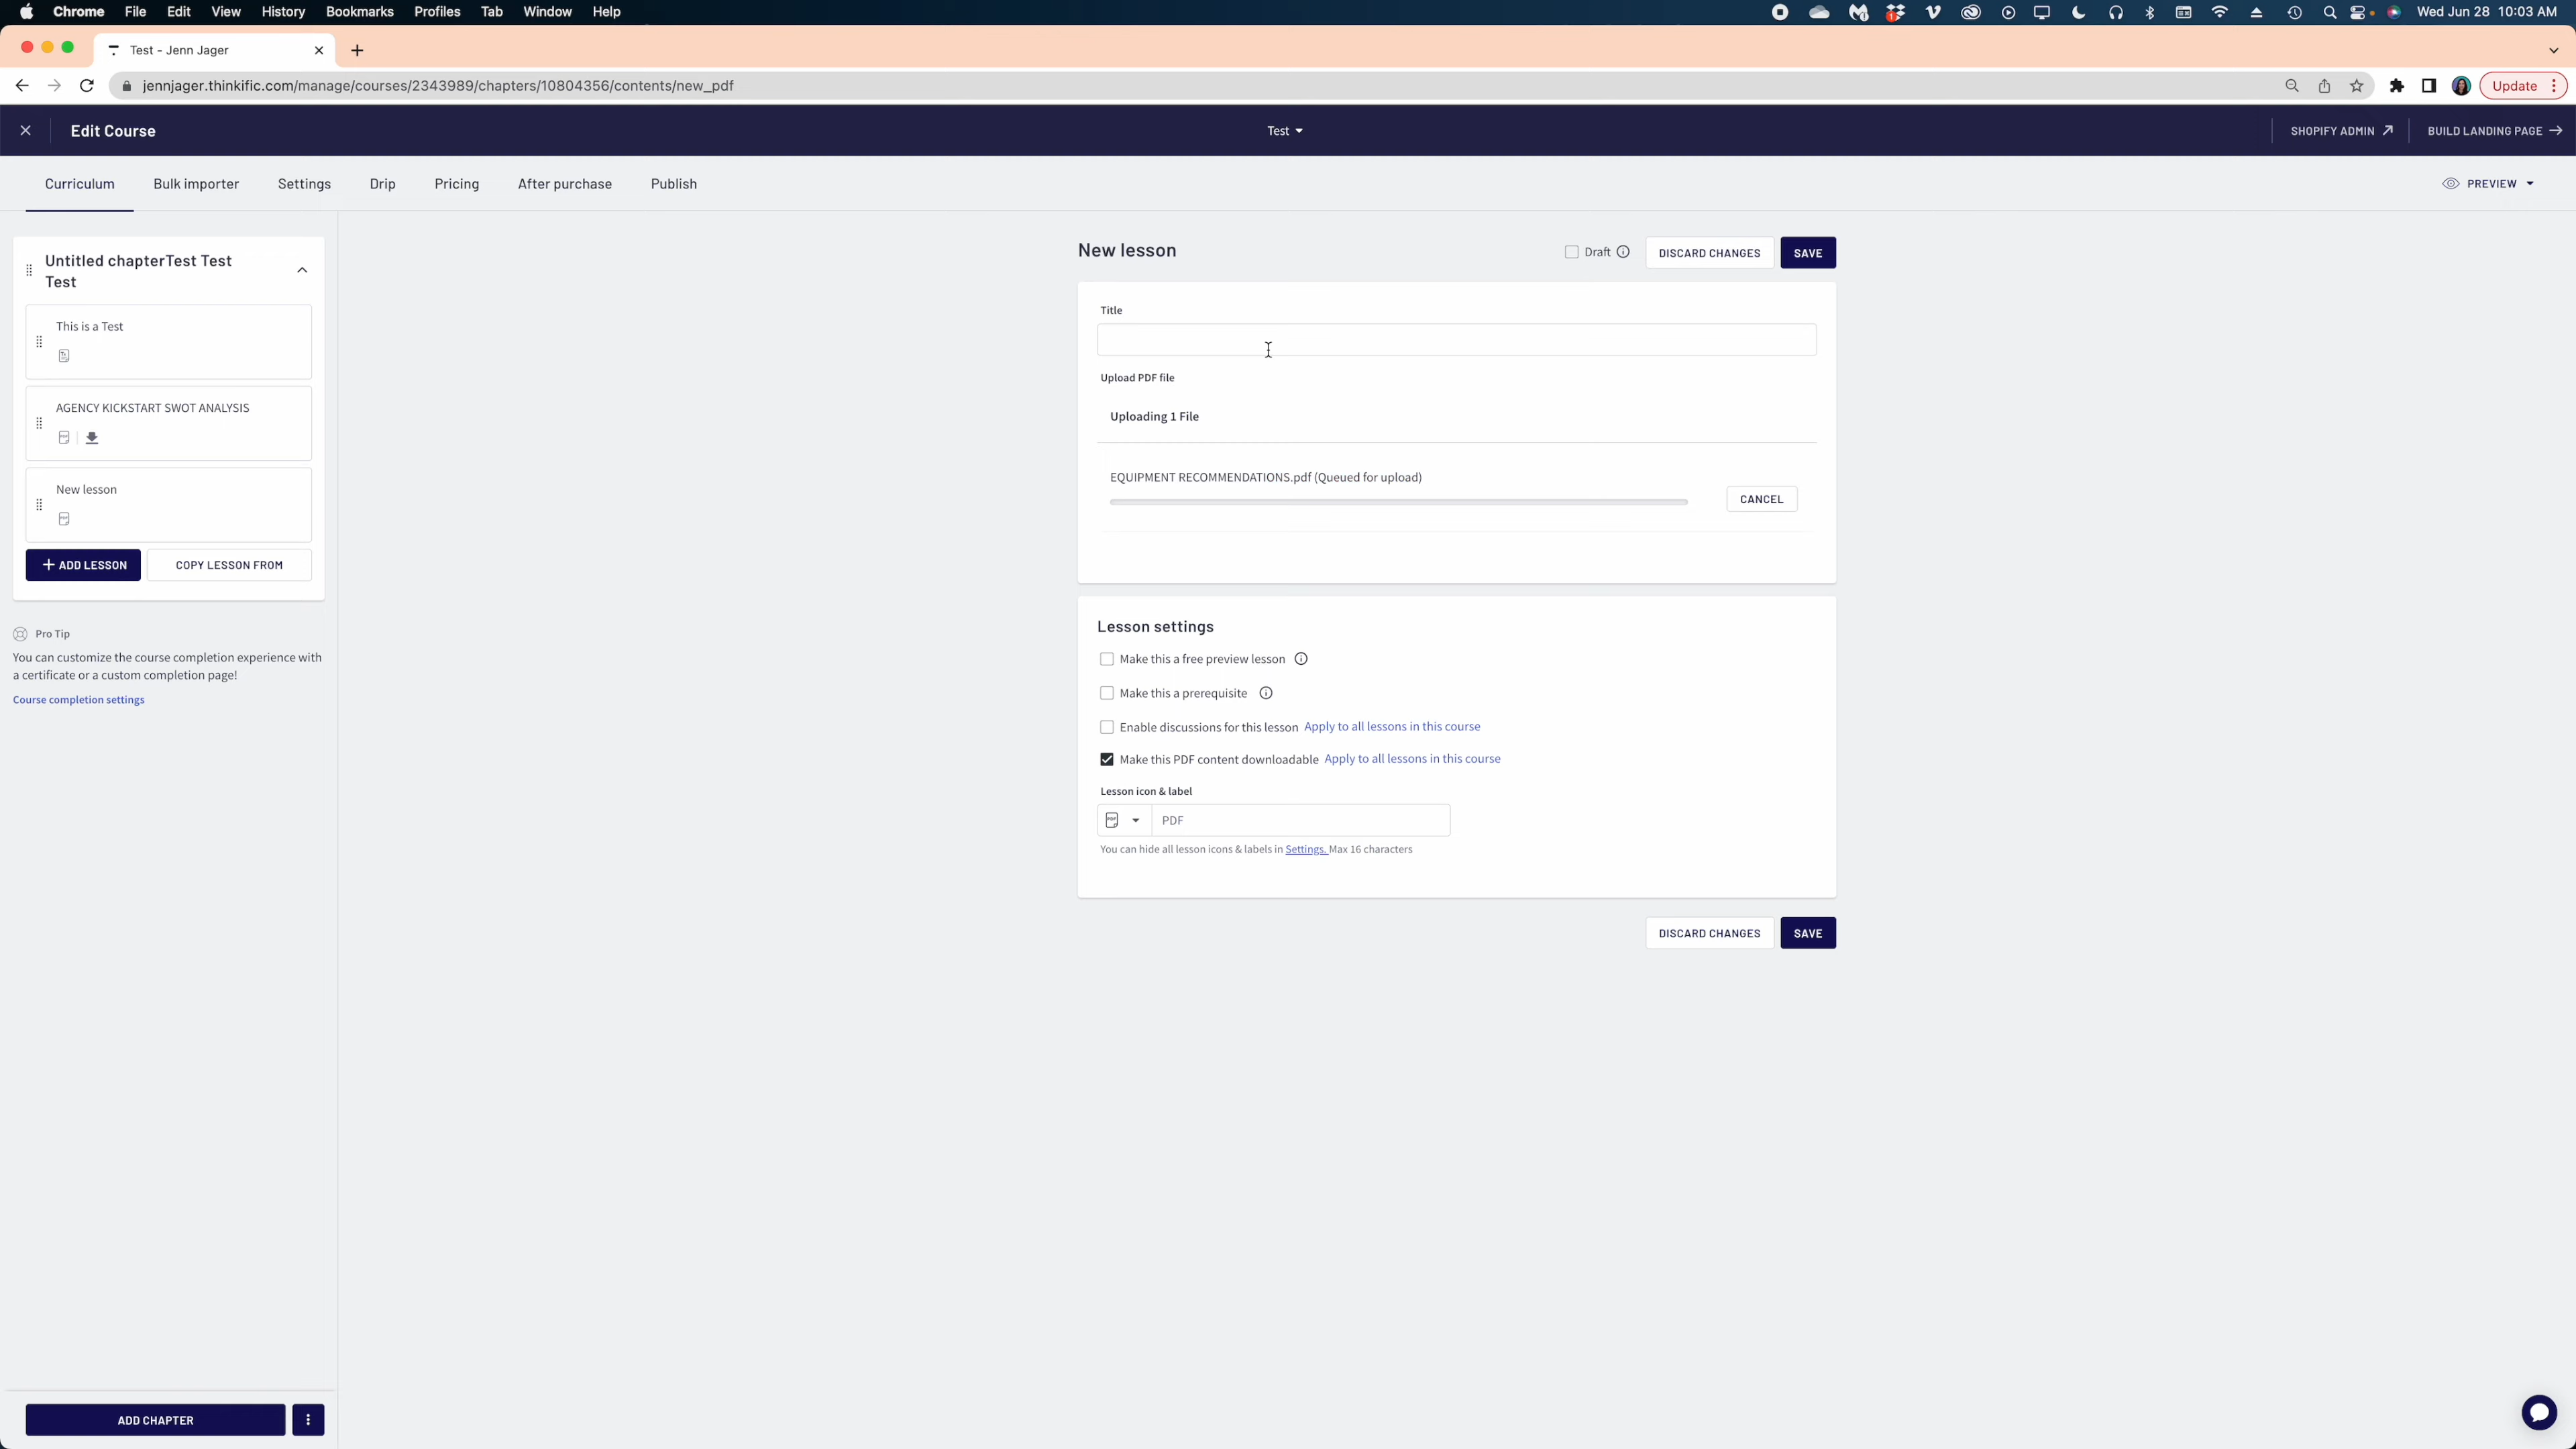 Chrome File Edit View History Bookmarks Profiles Tab Window Help
Wed Jun 28 10:03 AM
Test - Jenn Jager
jennjager.thinkific.com/manage/courses/2343989/chapters/10804356/contents/new_pdf
Update
Edit Course
Test
SHOPIFY ADMIN
BUILD LANDING PAGE
Curriculum Bulk importer Settings Drip Pricing After purchase Publish
PREVIEW
Untitled chapterTest Test
Test
This is a Test
AGENCY KICKSTART SWOT ANALYSIS
New lesson
ADD LESSON
COPY LESSON FROM
Pro Tip
You can customize the course completion experience with
a certificate or a custom completion page!
Course completion settings
ADD CHAPTER
New lesson
Draft
DISCARD CHANGES
SAVE
Title
Upload PDF file
Uploading 1 File
EQUIPMENT RECOMMENDATIONS.pdf (Queued for upload)
CANCEL
Lesson settings
Make this a free preview lesson
Make this a prerequisite
Enable discussions for this lesson Apply to all lessons in this course
Make this PDF content downloadable Apply to all lessons in this course
Lesson icon & label
PDF
You can hide all lesson icons & labels in Settings. Max 16 characters
DISCARD CHANGES
SAVE